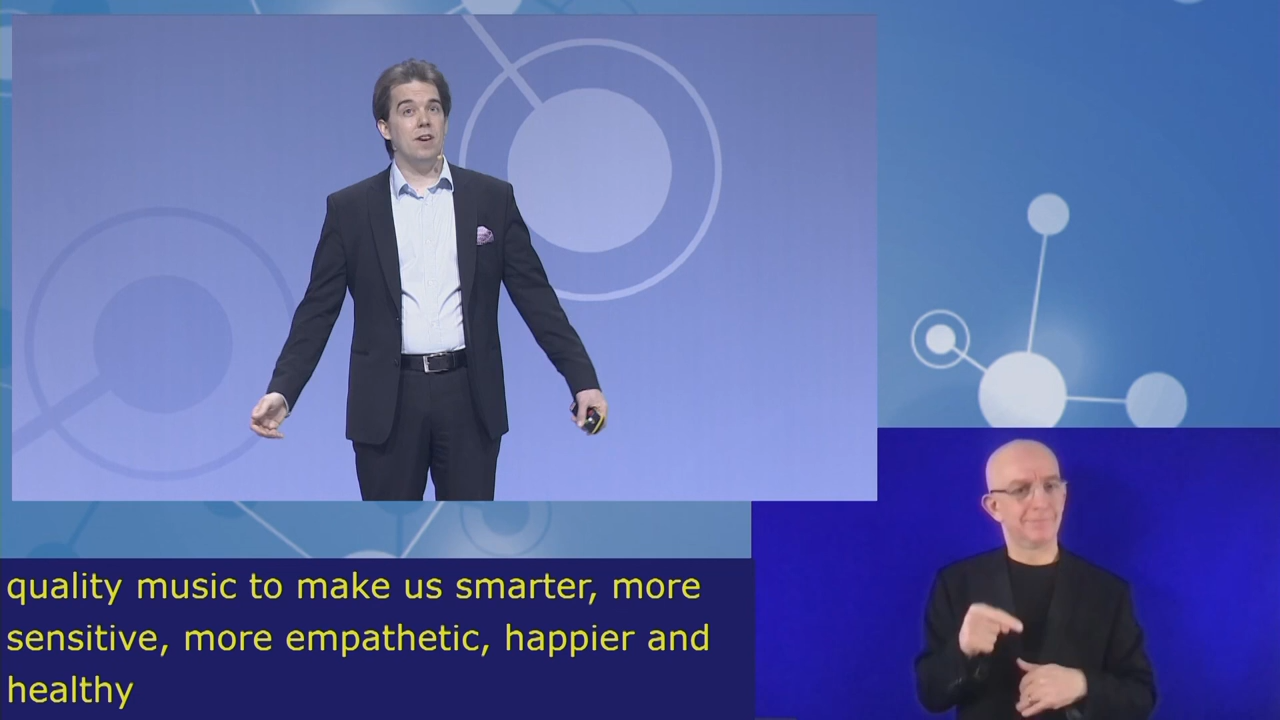 quality music to make us smarter, more
sensitive, more empathetic, happier and
healthy